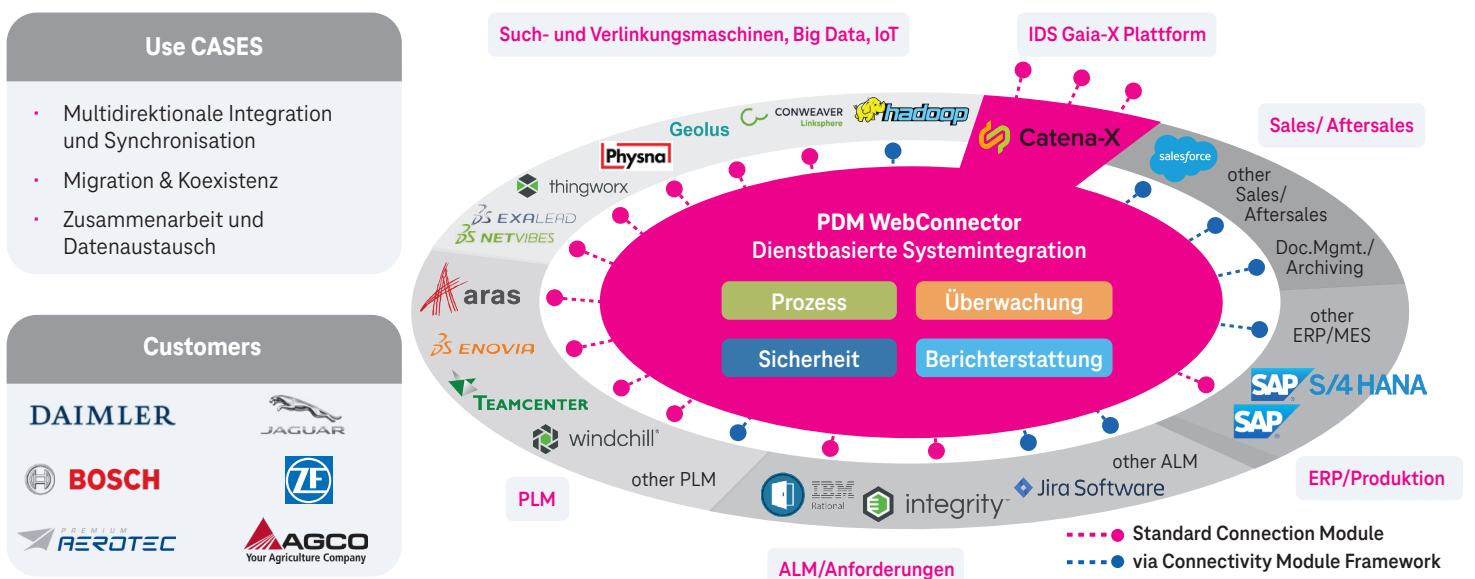 Use CASES
· Multidirektionale Integration
und Synchronisation
· Migration & Koexistenz
· Zusammenarbeit und
Datenaustausch
Customers
DAIMLER
JAGUAR
BOSCH
ZF
PREMIUM
AEROTEC
AGCO
Your Agriculture Company
Such- und Verlinkungsmaschinen, Big Data, IoT
IDS Gaia-X Plattform
Sales/ Aftersales
Geolus
CONWEAVER
Linksphere
hadoop
Catena-X
Physna
thingworx
3DS EXALEAD
3DS NETVIBES
salesforce
other
Sales/
Aftersales
Doc.Mgmt./
Archiving
other
ERP/MES
SAP S/4 HANA
SAP
ERP/Produktion
aras
3DS ENOVIA
TEAMCENTER
windchill®
other PLM
PLM
PDM WebConnector
Dienstbasierte Systemintegration
Prozess
Überwachung
Sicherheit
Berichterstattung
IBM
Rational
integrity™
Jira Software
other ALM
ALM/Anforderungen
Standard Connection Module
via Connectivity Module Framework